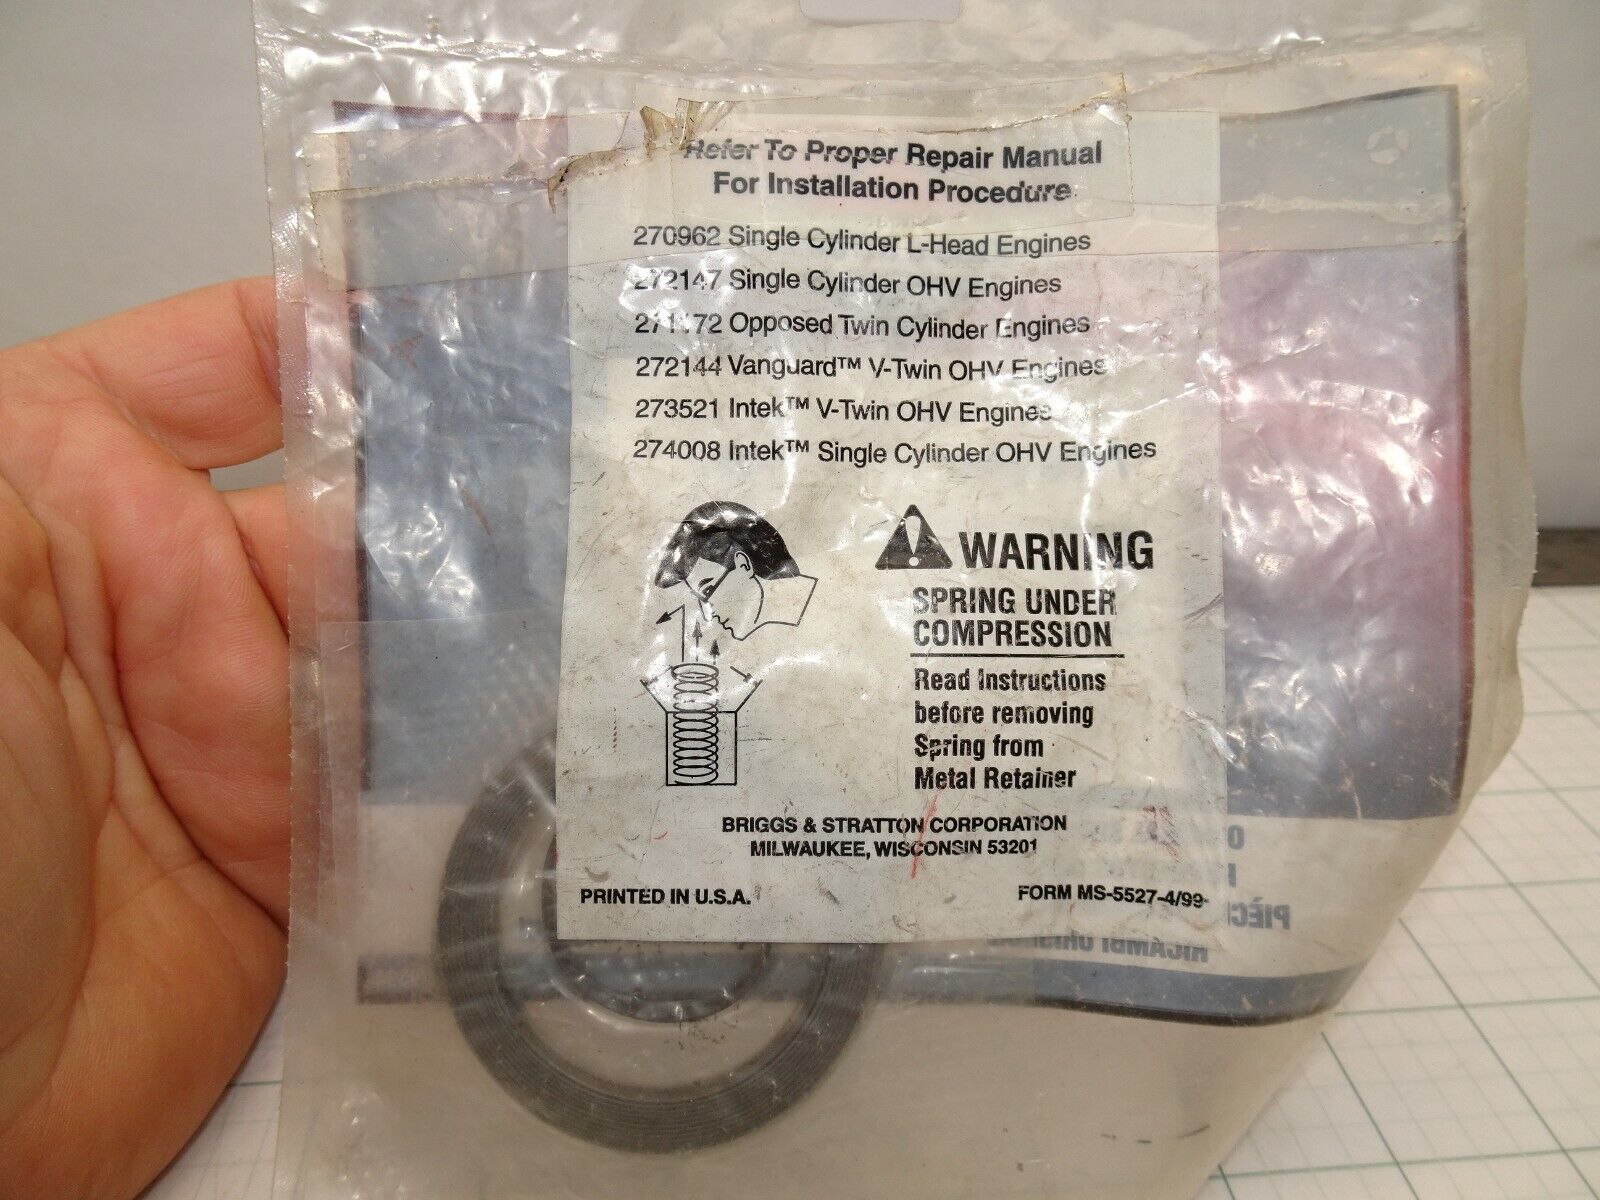 Refer To Proper Repair Manual
For Installation Procedure.
270962 Single Cylinder L-Head Engines
272147 Single Cylinder OHV Engines
271172 Opposed Twin Cylinder Engines
272144 Vanguard™ V-Twin OHV Engines
273521 Intek™ V-Twin OHV Engines
274008 Intek™ Single Cylinder OHV Engines
WARNING
SPRING UNDER
COMPRESSION
Read Instructions
before removing
Spring from
Metal Retainer
BRIGGS & STRATTON CORPORATION
MILWAUKEE, WISCONSIN 53201
PRINTED IN U.S.A.
FORM MS-5527-4/99
RICAMBI